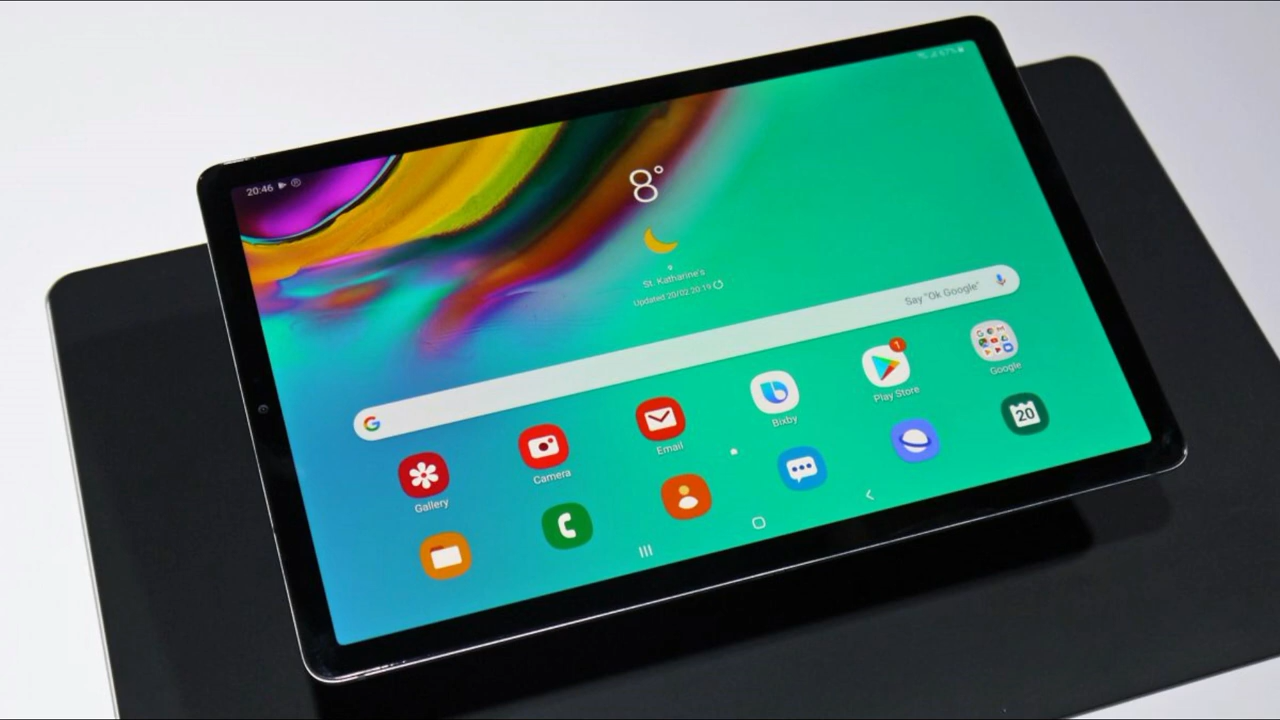 20:46
67%
8°
St. Katharine's
Updated 20/02 20:19
G Say "Ok Google"
Gallery
Camera
Email
Bixby
Play Store
1
Google
20